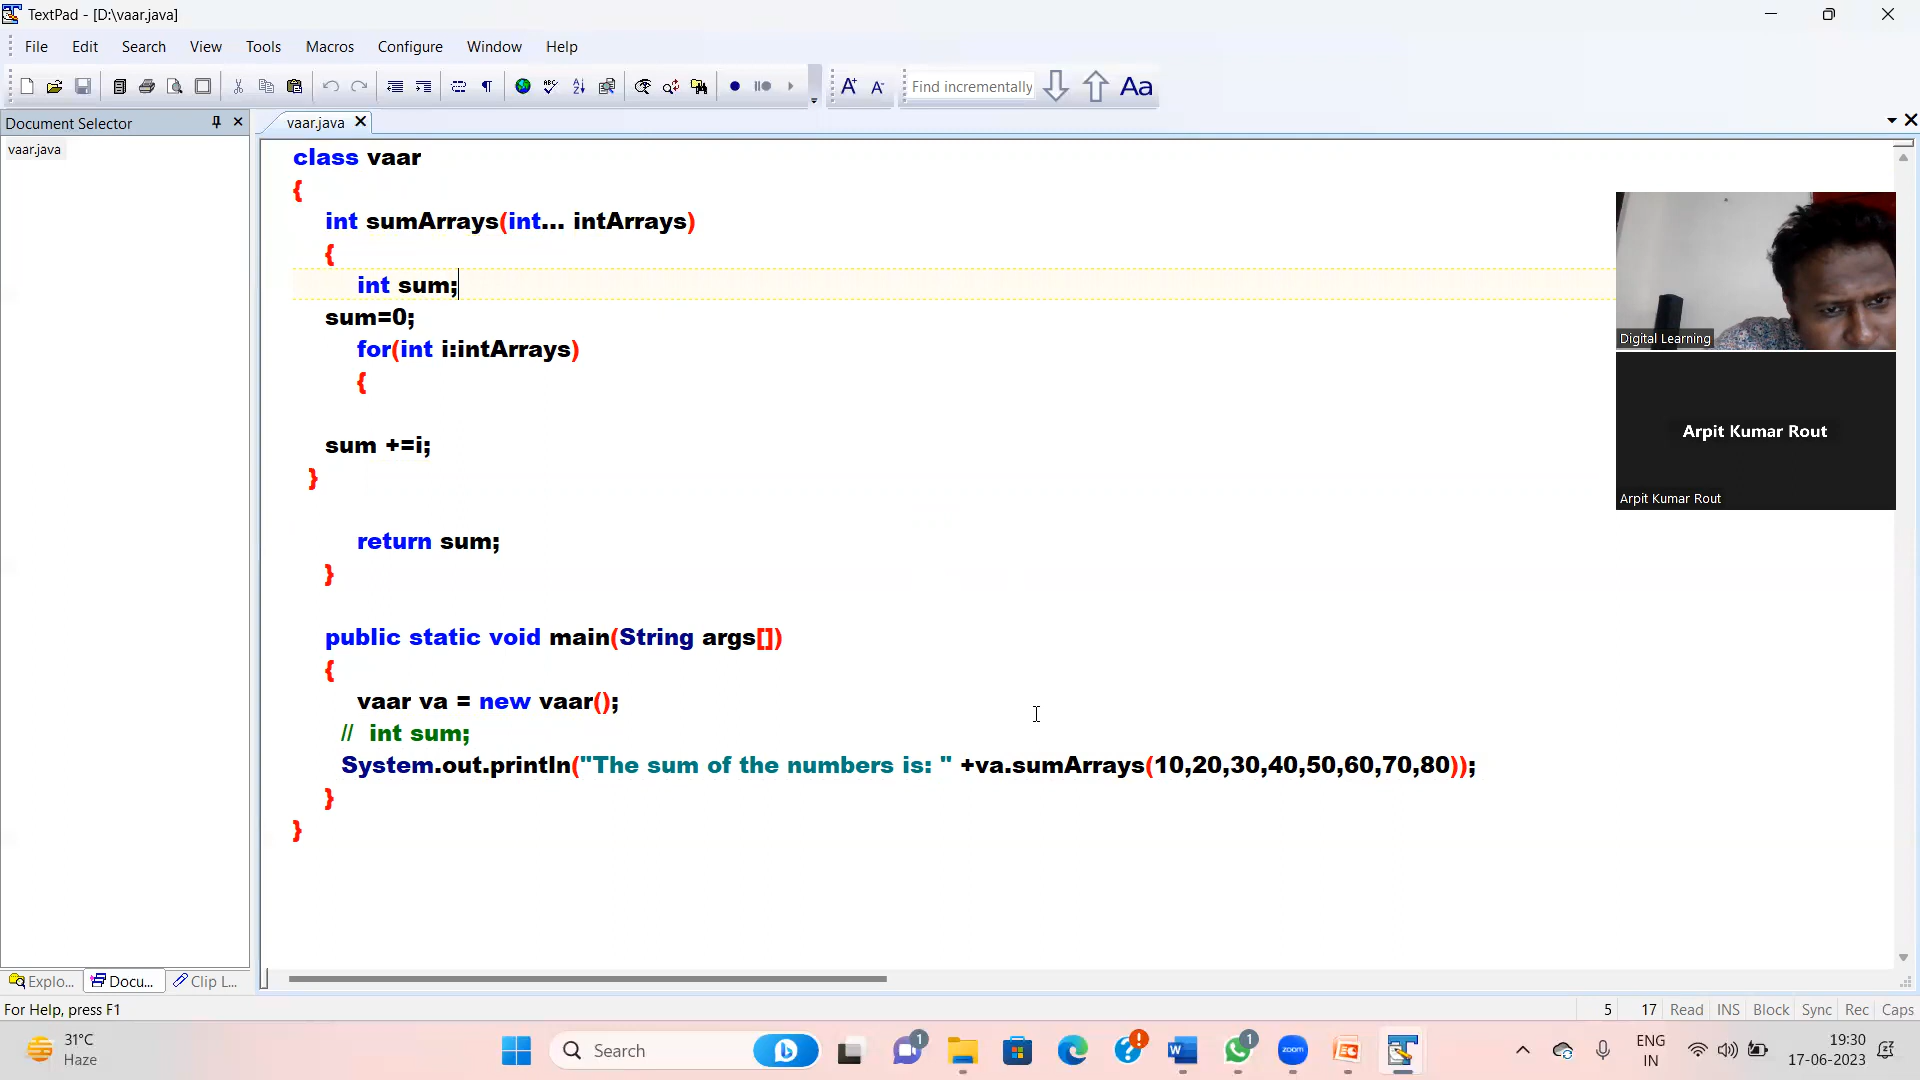 TextPad - [D:\vaar.java]
File Edit Search View Tools Macros Configure Window Help
Find incrementally Aa
Document Selector
vaar.java
vaar.java
class vaar
{
int sumArrays(int... intArrays)
{
int sum;
sum=0;
for(int i:intArrays)
{
sum +=i;
}
return sum;
}
public static void main(String args[])
{
vaar va = new vaar();
// int sum;
System.out.println("The sum of the numbers is: " +va.sumArrays(10,20,30,40,50,60,70,80));
}
}
Digital Learning
Arpit Kumar Rout
Arpit Kumar Rout
Explo... Docu... Clip L...
For Help, press F1
5 17 Read INS Block Sync Rec Caps
31°C
Haze
Search
1
1
zoom
ENG
IN
19:30
17-06-2023